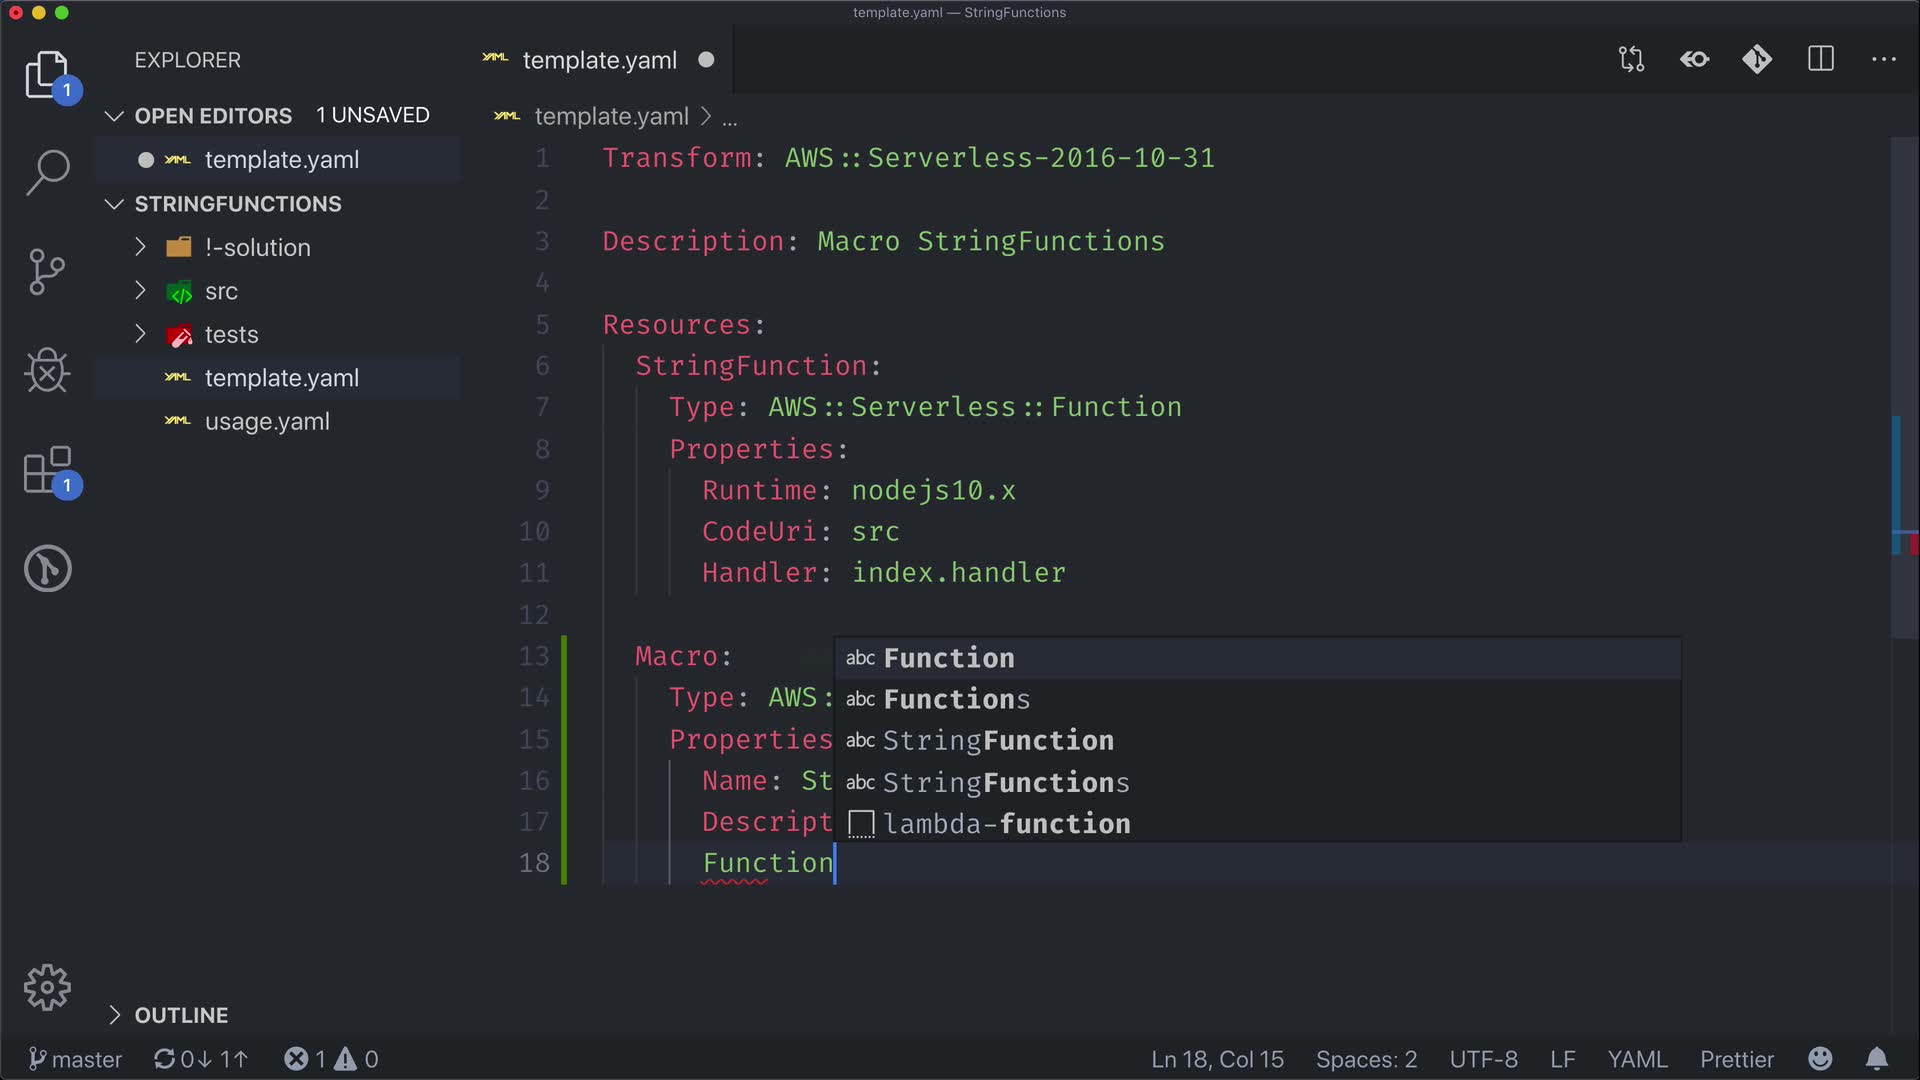 template.yaml — StringFunctions
EXPLORER
template.yaml
1
OPEN EDITORS 1 UNSAVED
template.yaml > ...
template.yaml
STRINGFUNCTIONS
!-solution
src
tests
template.yaml
usage.yaml
1
1 Transform: AWS::Serverless-2016-10-31
2
3 Description: Macro StringFunctions
4
5 Resources:
6 StringFunction:
7 Type: AWS::Serverless::Function
8 Properties:
9 Runtime: nodejs10.x
10 CodeUri: src
11 Handler: index.handler
12
13 Macro:
14 Type: AWS:
15 Properties
16 Name: St
17 Descript
18 Function
abc Function
abc Functions
abc StringFunction
abc StringFunctions
lambda-function
OUTLINE
master 0↓ 1↑ 1 0 Ln 18, Col 15 Spaces: 2 UTF-8 LF YAML Prettier